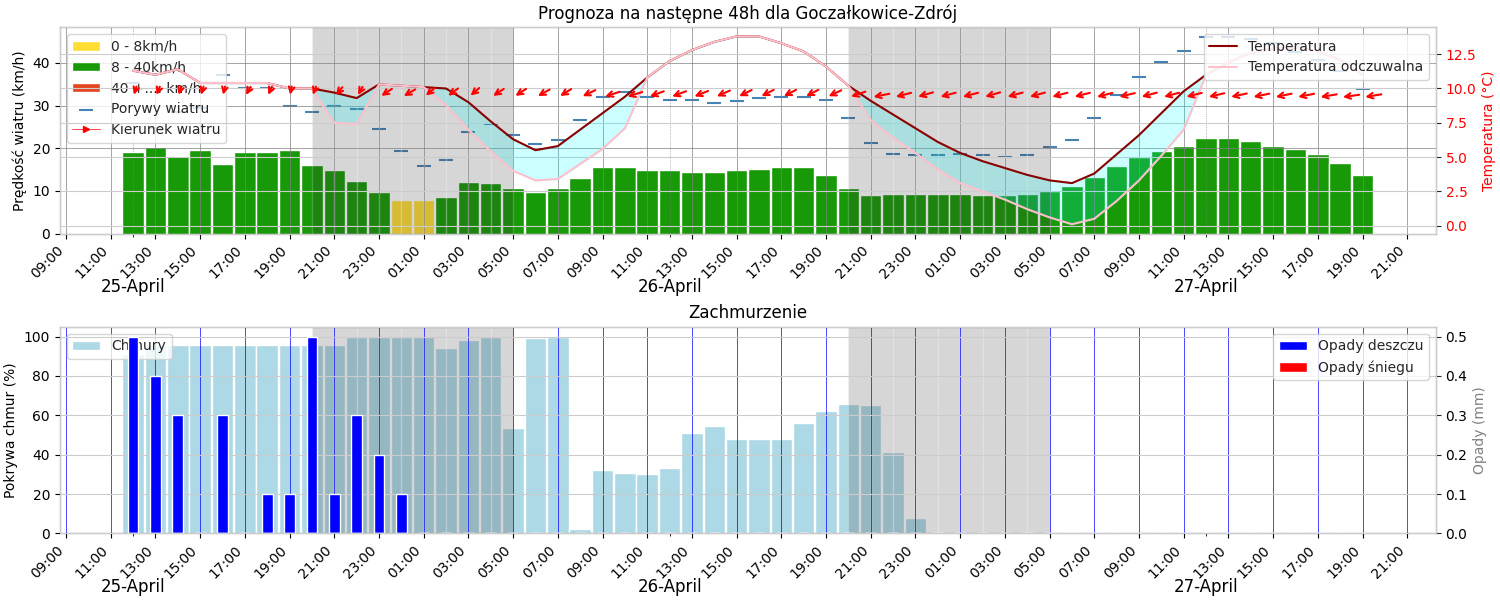 Prognoza na następne 48h dla Goczałkowice-Zdrój
0 - 8km/h
8 - 40km/h
40 km/h
Porywy wiatru
Kierunek wiatru
Temperatura
Temperatura odczuwalna
Prędkość wiatru (km/h)
40
30
20
10
0
12.5
10.0
7.5
5.0
2.5
0.0
Temperatura (°C)
09:00 11:00 13:00 15:00 17:00 19:00 21:00 23:00 01:00 03:00 05:00 07:00 09:00 11:00 13:00 15:00 17:00 19:00 21:00 23:00 01:00 03:00 05:00 07:00 09:00 11:00 13:00 15:00 17:00 19:00 21:00
25-April 26-April 27-April
Zachmurzenie
Chmury
Opady deszczu
Opady śniegu
Pokrywa chmur (%)
100
80
60
40
20
0
0.5
0.4
0.3
0.2
0.1
0.0
Opady (mm)
09:00 11:00 13:00 15:00 17:00 19:00 21:00 23:00 01:00 03:00 05:00 07:00 09:00 11:00 13:00 15:00 17:00 19:00 21:00 23:00 01:00 03:00 05:00 07:00 09:00 11:00 13:00 15:00 17:00 19:00 21:00
25-April 26-April 27-April